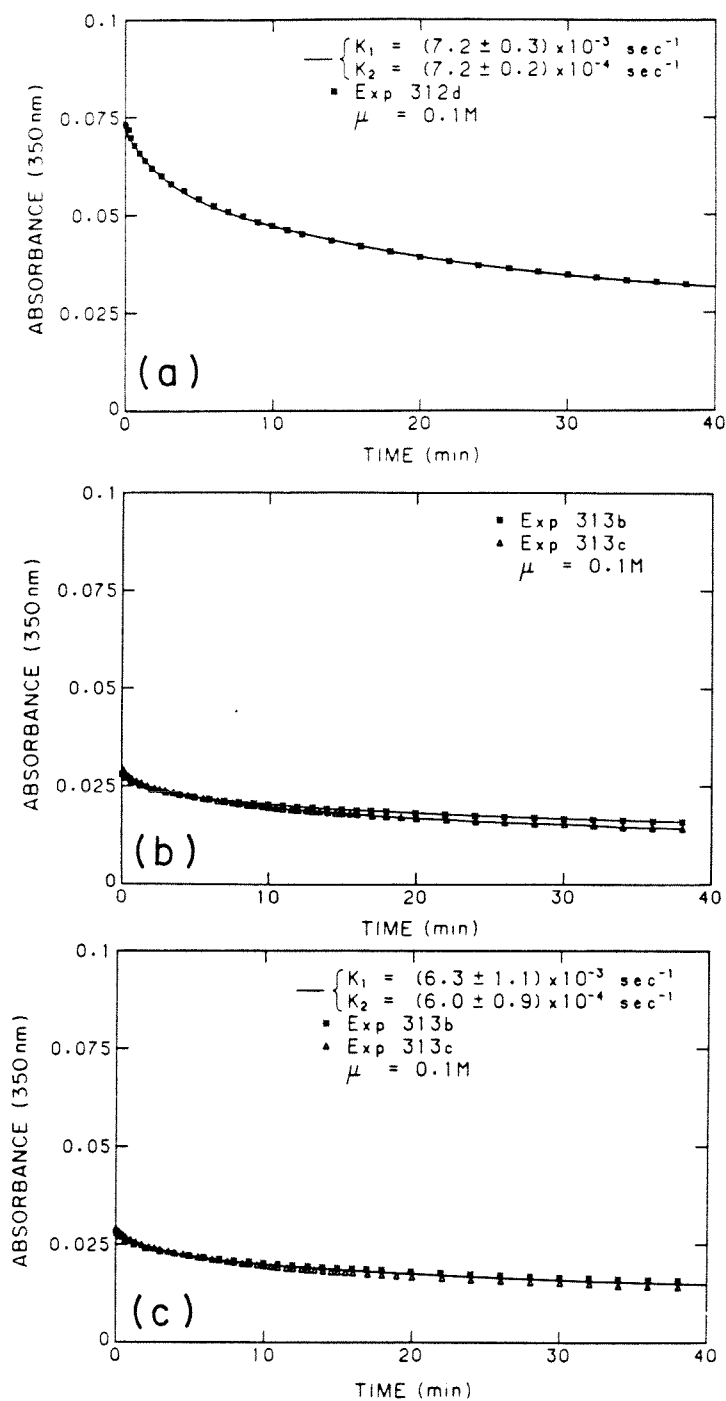 0.1
0.075
0.05
0.025
0
ABSORBANCE (350nm)
K₁ = (7.2 ± 0.3) x10⁻³ sec⁻¹
K₂ = (7.2 ± 0.2) x10⁻⁴ sec⁻¹
Exp 312d
μ = 0.1M
(a)
0 10 20 30 40
TIME (min)
0.1
0.075
0.05
0.025
0
ABSORBANCE (350nm)
Exp 313b
Exp 313c
μ = 0.1M
(b)
0 10 20 30 40
TIME (min)
0.1
0.075
0.05
0.025
0
ABSORBANCE (350nm)
K₁ = (6.3 ± 1.1) x10⁻³ sec⁻¹
K₂ = (6.0 ± 0.9) x10⁻⁴ sec⁻¹
Exp 313b
Exp 313c
μ = 0.1M
(c)
0 10 20 30 40
TIME (min)